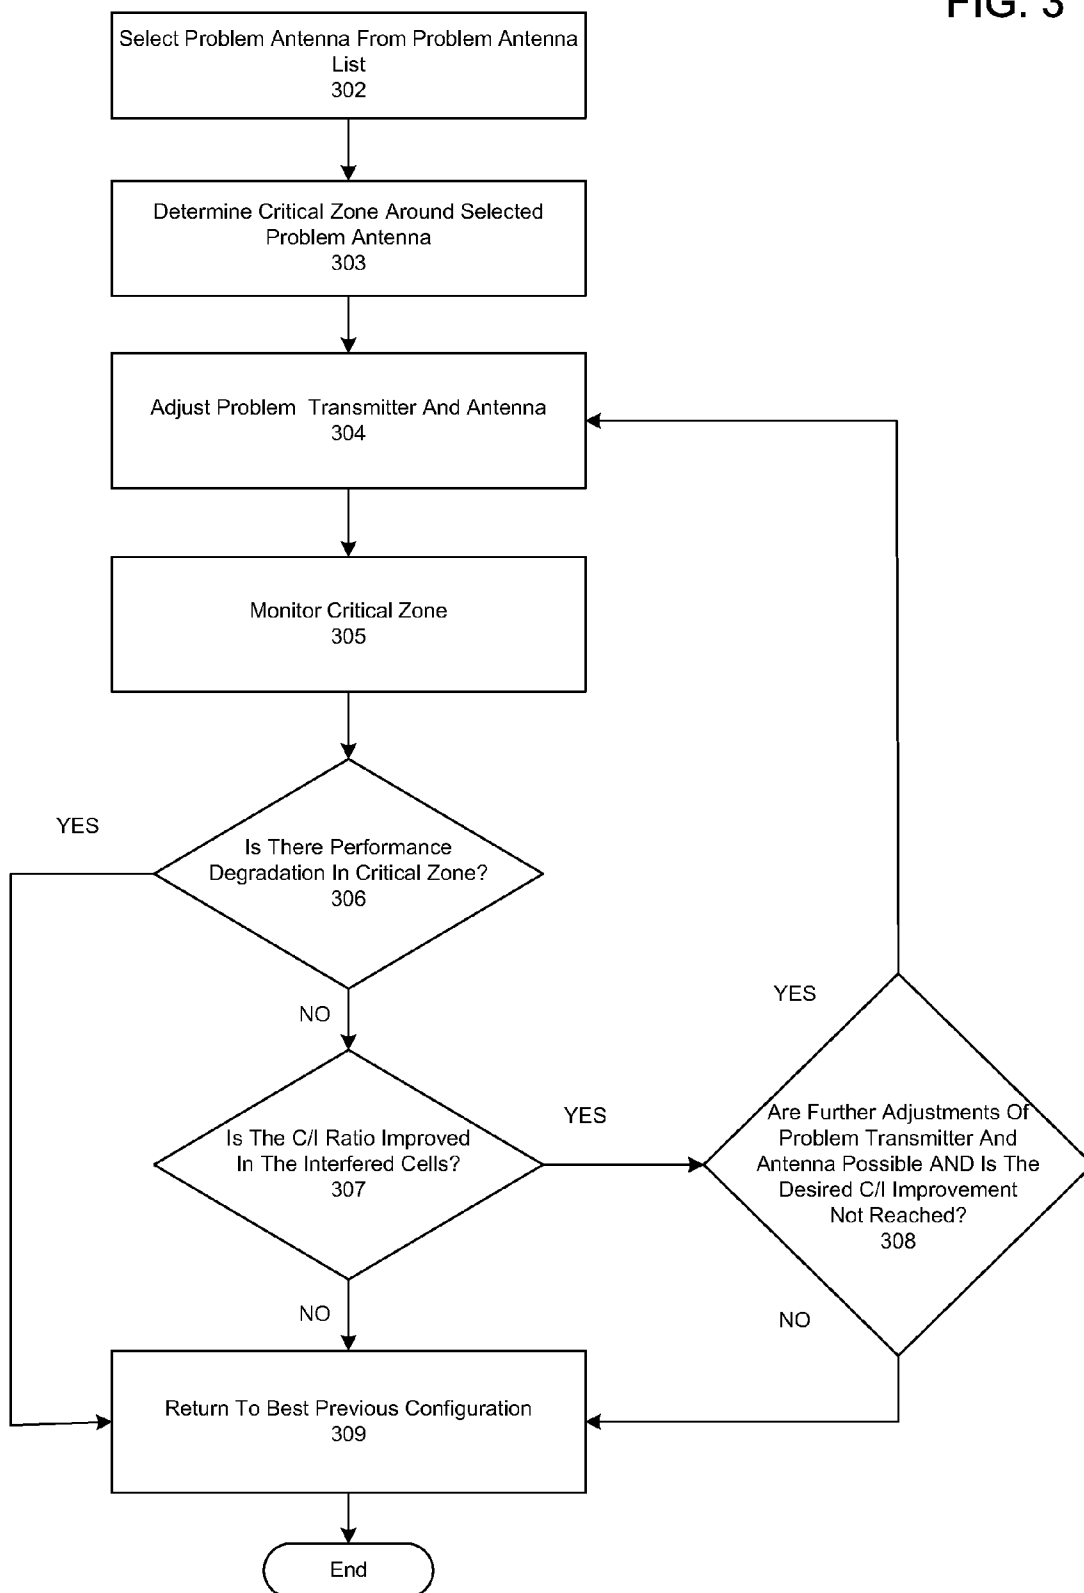 FIG. 3
Select Problem Antenna From Problem Antenna
List
302
Determine Critical Zone Around Selected
Problem Antenna
303
Adjust Problem Transmitter And Antenna
304
Monitor Critical Zone
305
YES
Is There Performance
Degradation In Critical Zone?
306
NO
YES
Is The C/I Ratio Improved
In The Interfered Cells?
307
YES
Are Further Adjustments Of
Problem Transmitter And
Antenna Possible AND Is The
Desired C/I Improvement
Not Reached?
308
NO
NO
Return To Best Previous Configuration
309
End